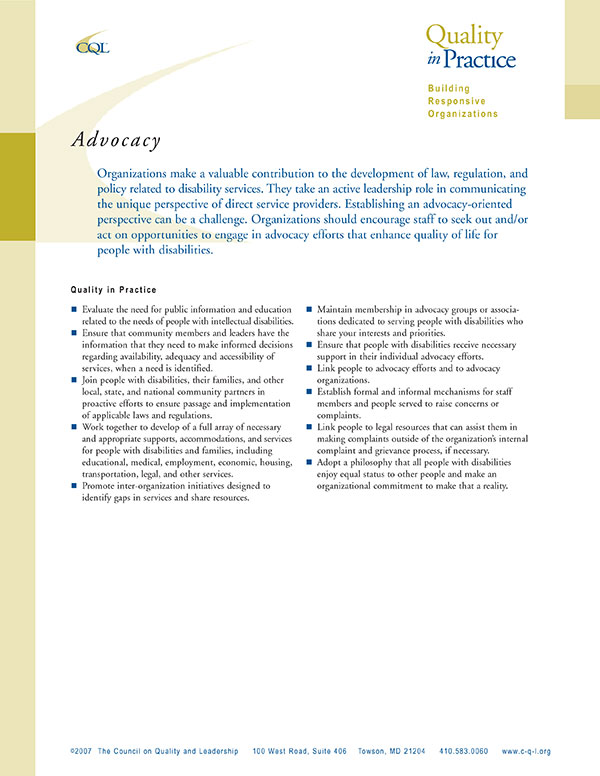 CQL
Quality
in Practice
Building
Responsive
Organizations
Advocacy
Organizations make a valuable contribution to the development of law, regulation, and
policy related to disability services. They take an active leadership role in communicating
the unique perspective of direct service providers. Establishing an advocacy-oriented
perspective can be a challenge. Organizations should encourage staff to seek out and/or
act on opportunities to engage in advocacy efforts that enhance quality of life for
people with disabilities.
Quality in Practice
■ Evaluate the need for public information and education
related to the needs of people with intellectual disabilities.
■ Ensure that community members and leaders have the
information that they need to make informed decisions
regarding availability, adequacy and accessibility of
services, when a need is identified.
■ Join people with disabilities, their families, and other
local, state, and national community partners in
proactive efforts to ensure passage and implementation
of applicable laws and regulations.
■ Work together to develop of a full array of necessary
and appropriate supports, accommodations, and services
for people with disabilities and families, including
educational, medical, employment, economic, housing,
transportation, legal, and other services.
■ Promote inter-organization initiatives designed to
identify gaps in services and share resources.
■ Maintain membership in advocacy groups or associa-
tions dedicated to serving people with disabilities who
share your interests and priorities.
■ Ensure that people with disabilities receive necessary
support in their individual advocacy efforts.
■ Link people to advocacy efforts and to advocacy
organizations.
■ Establish formal and informal mechanisms for staff
members and people served to raise concerns or
complaints.
■ Link people to legal resources that can assist them in
making complaints outside of the organization's internal
complaint and grievance process, if necessary.
■ Adopt a philosophy that all people with disabilities
enjoy equal status to other people and make an
organizational commitment to make that a reality.
©2007 The Council on Quality and Leadership 100 West Road, Suite 406 Towson, MD 21204 410.583.0060 www.c-q-l.org